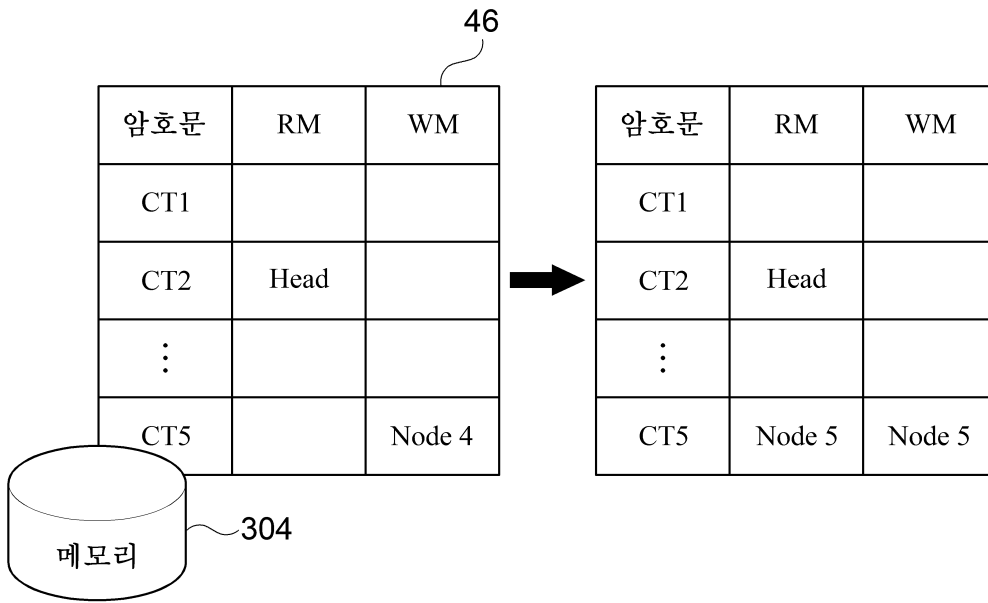 46
암호문 RM WM
CT1
CT2 Head
⋮
CT5 Node 4
메모리
304
암호문 RM WM
CT1
CT2 Head
⋮
CT5 Node 5 Node 5